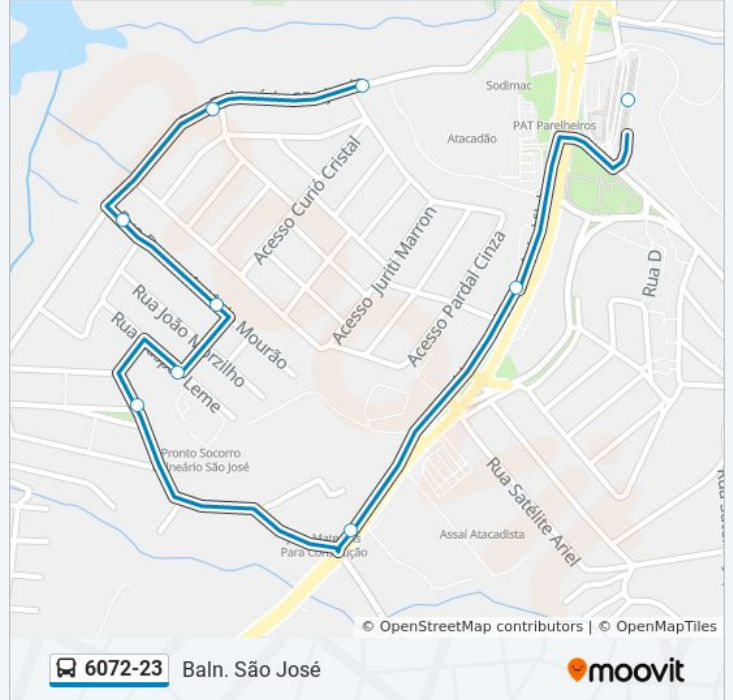 Sodimac
PAT Parelheiros
Atacadão
Acesso Curió Cristal
Acesso Juriti Marron
Acesso Pardal Cinza
Rua D
Mourão
Rua João Morzilho
Rua
Leme
Pronto Socorro
São José
Para Construção
Rua Satélite Ariel
Assaí Atacadista
© OpenStreetMap contributors | © OpenMapTiles
6072-23 Baln. São José
moovit